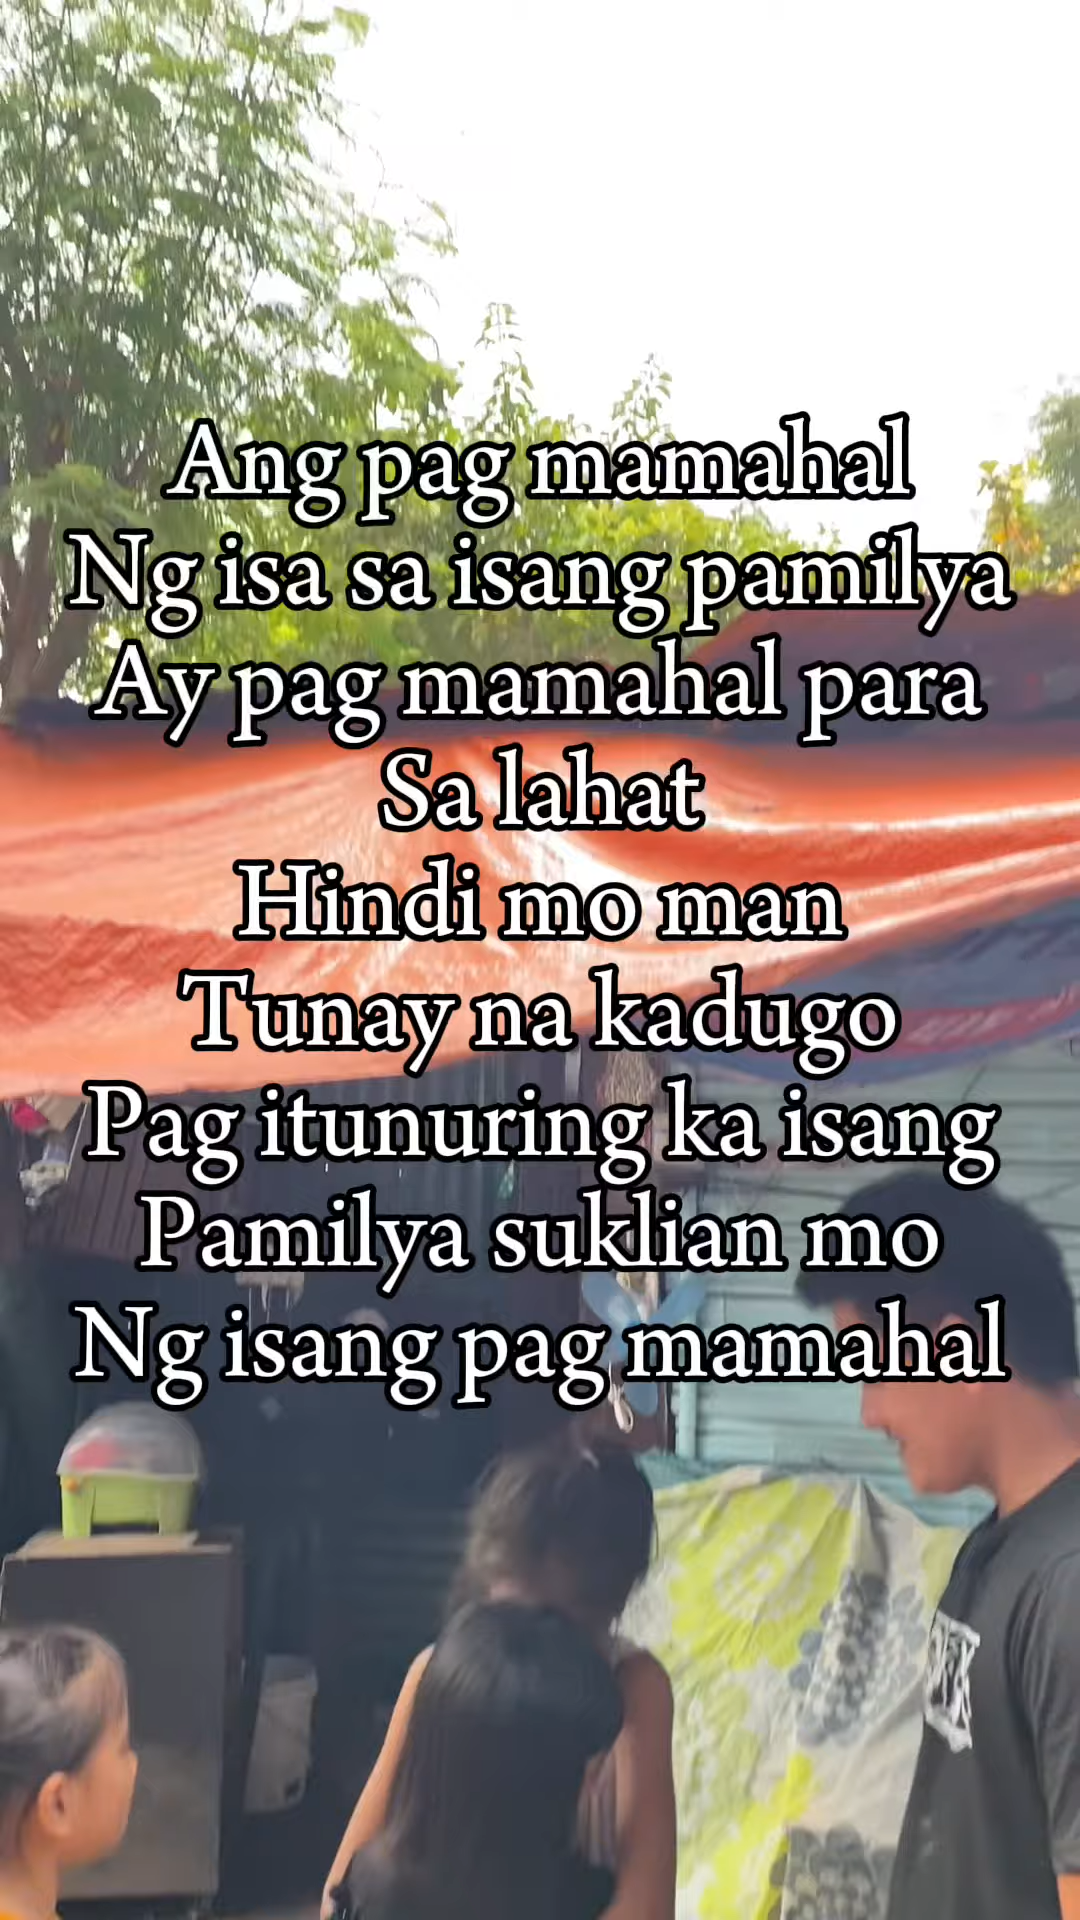 Ang pag mamahal
Ng isa sa isang pamilya
Ay pag mamahal para
Sa lahat
Hindi mo man
Tunay na kadugo
Pag itunuring ka isang
Pamilya suklian mo
Ng isang pag mamahal